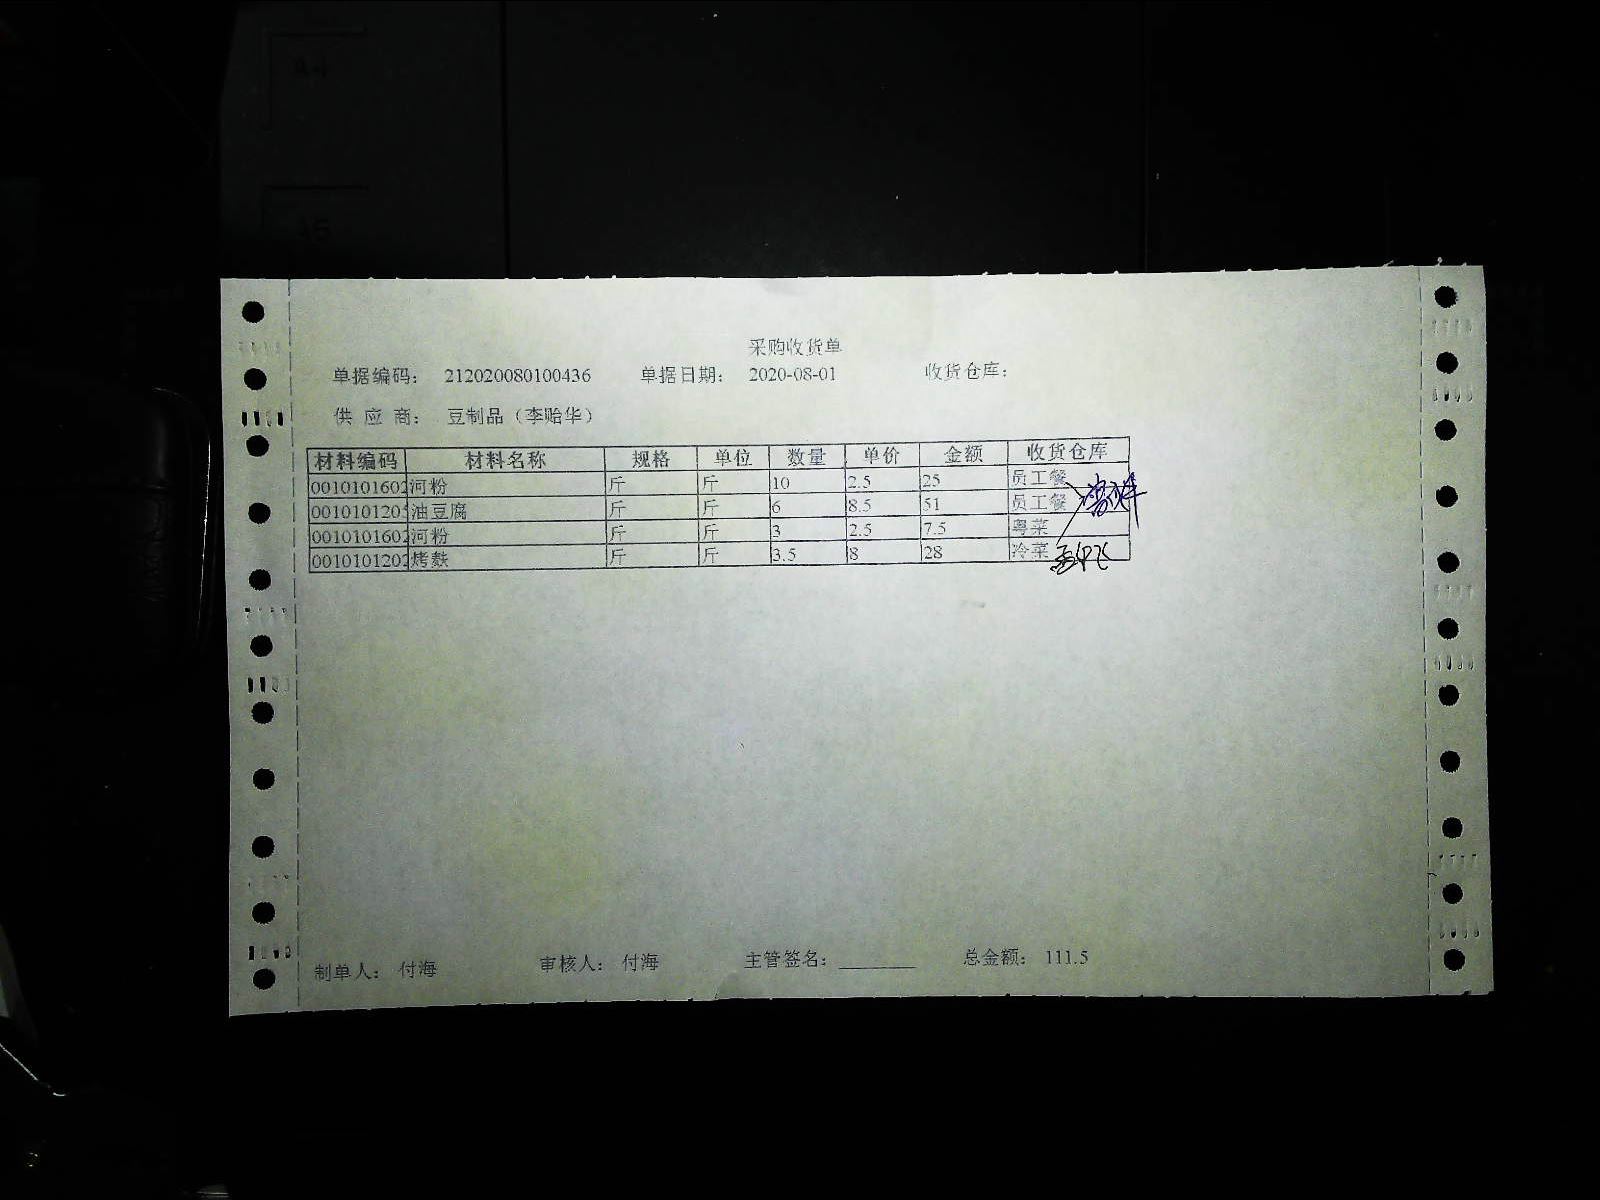 A4
A5
采购收货单
单据编码： 212020080100436 单据日期： 2020-08-01 收货仓库：
供 应 商： 豆制品（李贻华）
材料编码 材料名称 规格 单位 数量 单价 金额 收货仓库
0010101602 河粉 斤 斤 10 2.5 25 员工餐
0010101205 油豆腐 斤 斤 6 8.5 51 员工餐
0010101602 河粉 斤 斤 3 2.5 7.5 粤菜
0010101202 烤麸 斤 斤 3.5 8 28 冷菜
制单人： 付海 审核人： 付海 主管签名：________ 总金额： 111.5